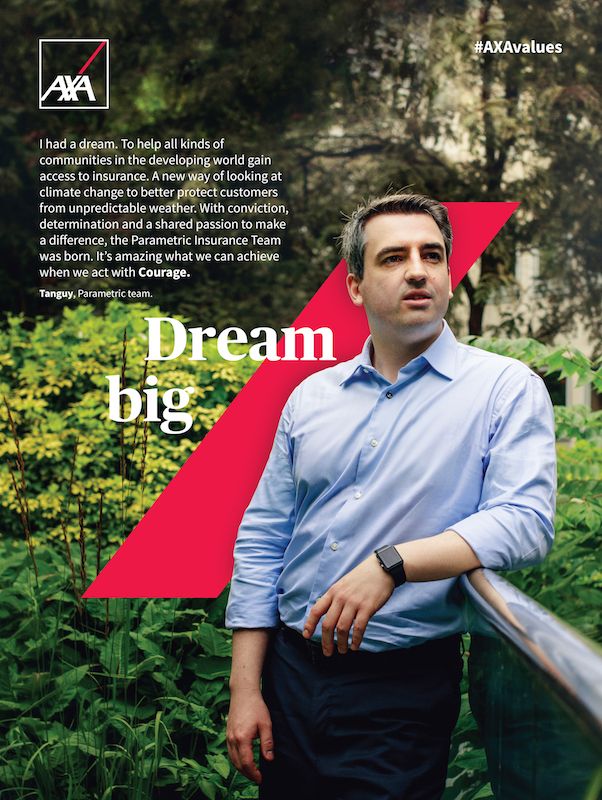 AXA
#AXAvalues
I had a dream. To help all kinds of
communities in the developing world gain
access to insurance. A new way of looking at
climate change to better protect customers
from unpredictable weather. With conviction,
determination and a shared passion to make
a difference, the Parametric Insurance Team
was born. It’s amazing what we can achieve
when we act with Courage.
Tanguy, Parametric team.
Dream
big